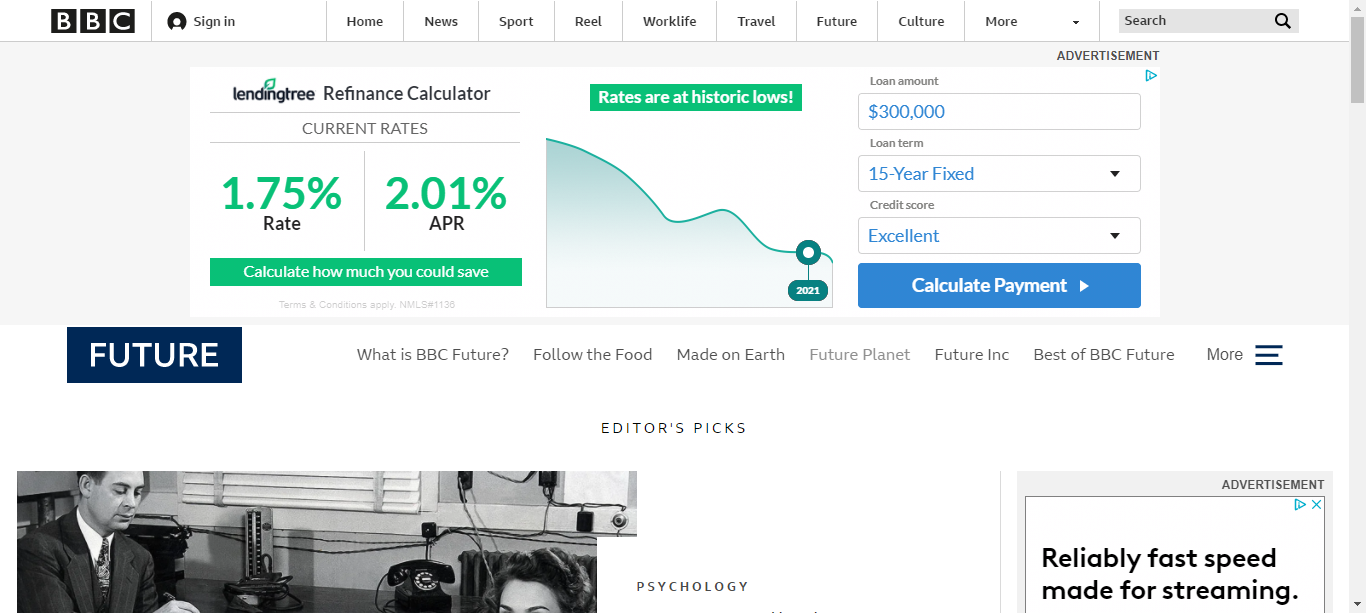 BBC
Sign in
Home
News
Sport
Reel
Worklife
Travel
Future
Culture
More
Search
ADVERTISEMENT
lendingtree Refinance Calculator
CURRENT RATES
1.75%
Rate
2.01%
APR
Calculate how much you could save
Terms & Conditions apply. NMLS#1136
Rates are at historic lows!
2021
Loan amount
$300,000
Loan term
15-Year Fixed
Credit score
Excellent
Calculate Payment
FUTURE
What is BBC Future?
Follow the Food
Made on Earth
Future Planet
Future Inc
Best of BBC Future
More
EDITOR'S PICKS
PSYCHOLOGY
ADVERTISEMENT
Reliably fast speed
made for streaming.